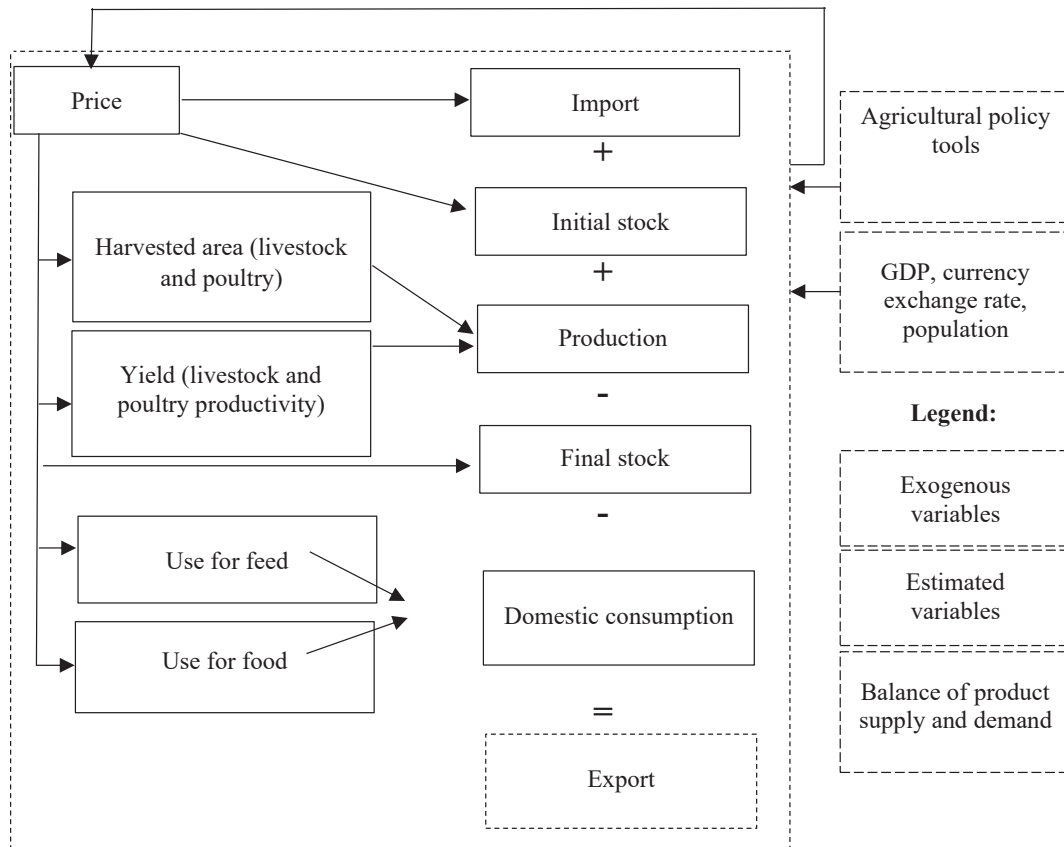 Price
Import
+
Initial stock
+
Harvested area (livestock
and poultry)
Production
-
Yield (livestock and
poultry productivity)
Final stock
-
Use for feed
Domestic consumption
Use for food
=
Export
Agricultural policy
tools
GDP, currency
exchange rate,
population
Legend:
Exogenous
variables
Estimated
variables
Balance of product
supply and demand